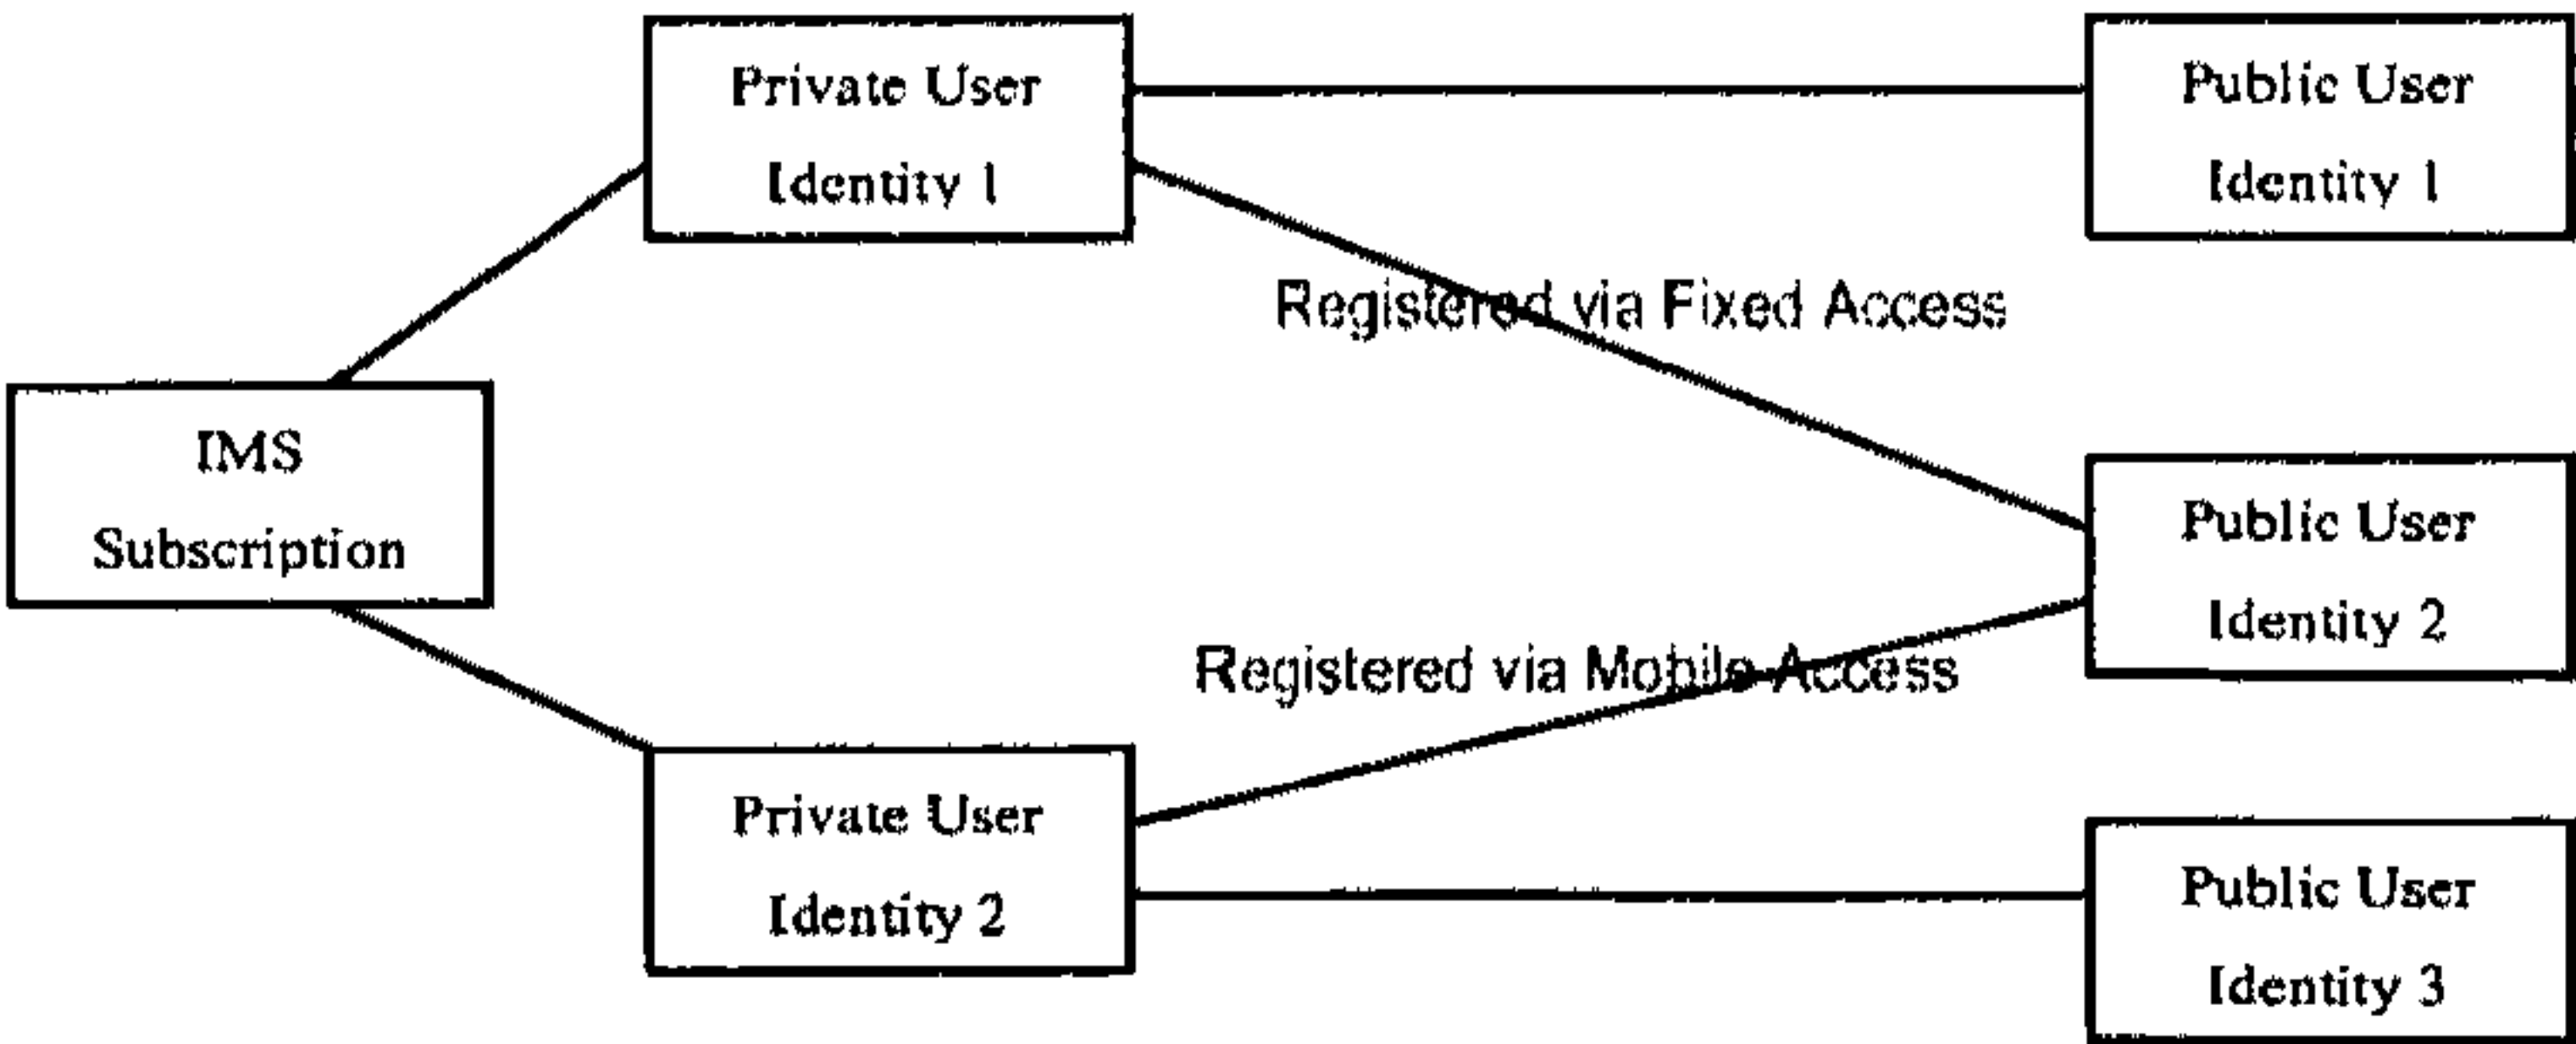 Private User
Identity 1
Public User
Identity 1
Registered via Fixed Access
IMS
Subscription
Public User
Identity 2
Registered via Mobile Access
Private User
Identity 2
Public User
Identity 3